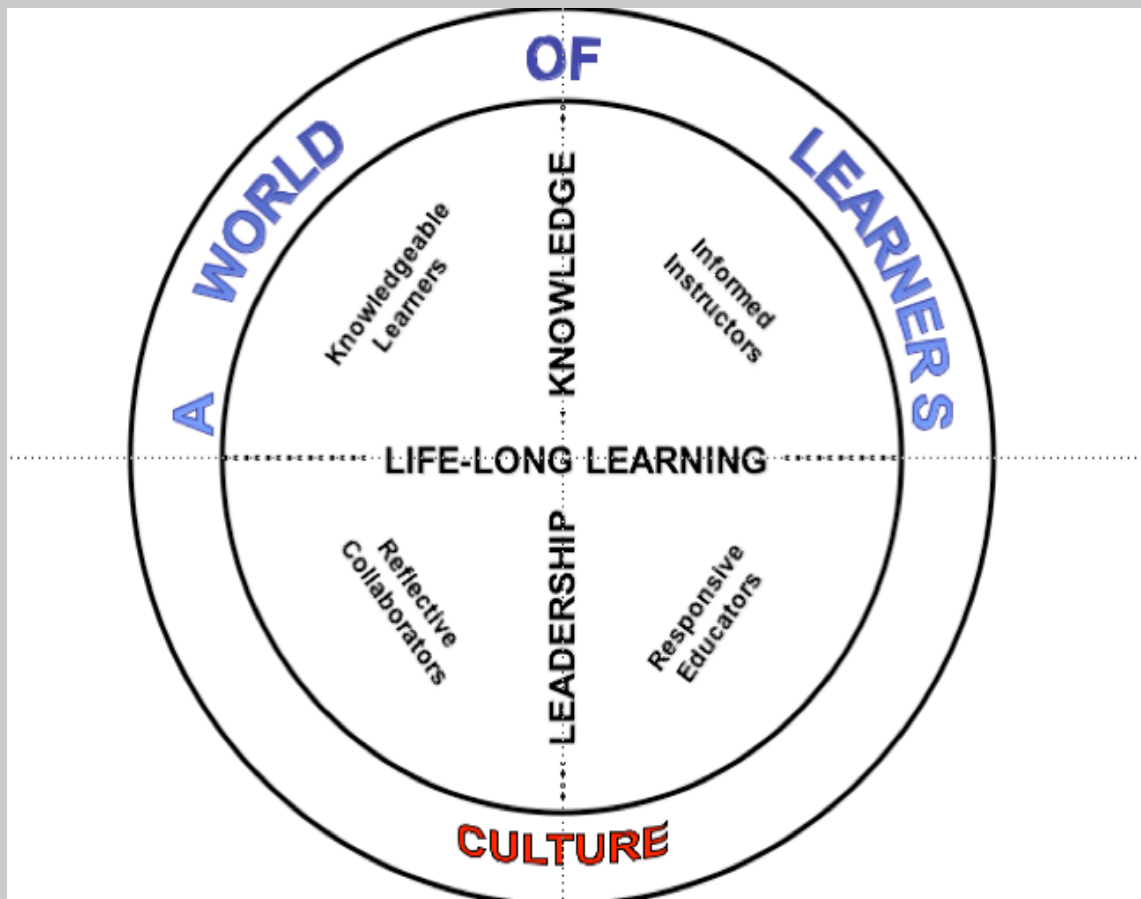 A WORLD OF LEARNERS
Knowledgeable
Learners
KNOWLEDGE
Informed
Instructors
LIFE-LONG LEARNING
Reflective
Collaborators
LEADERSHIP
Responsive
Educators
CULTURE